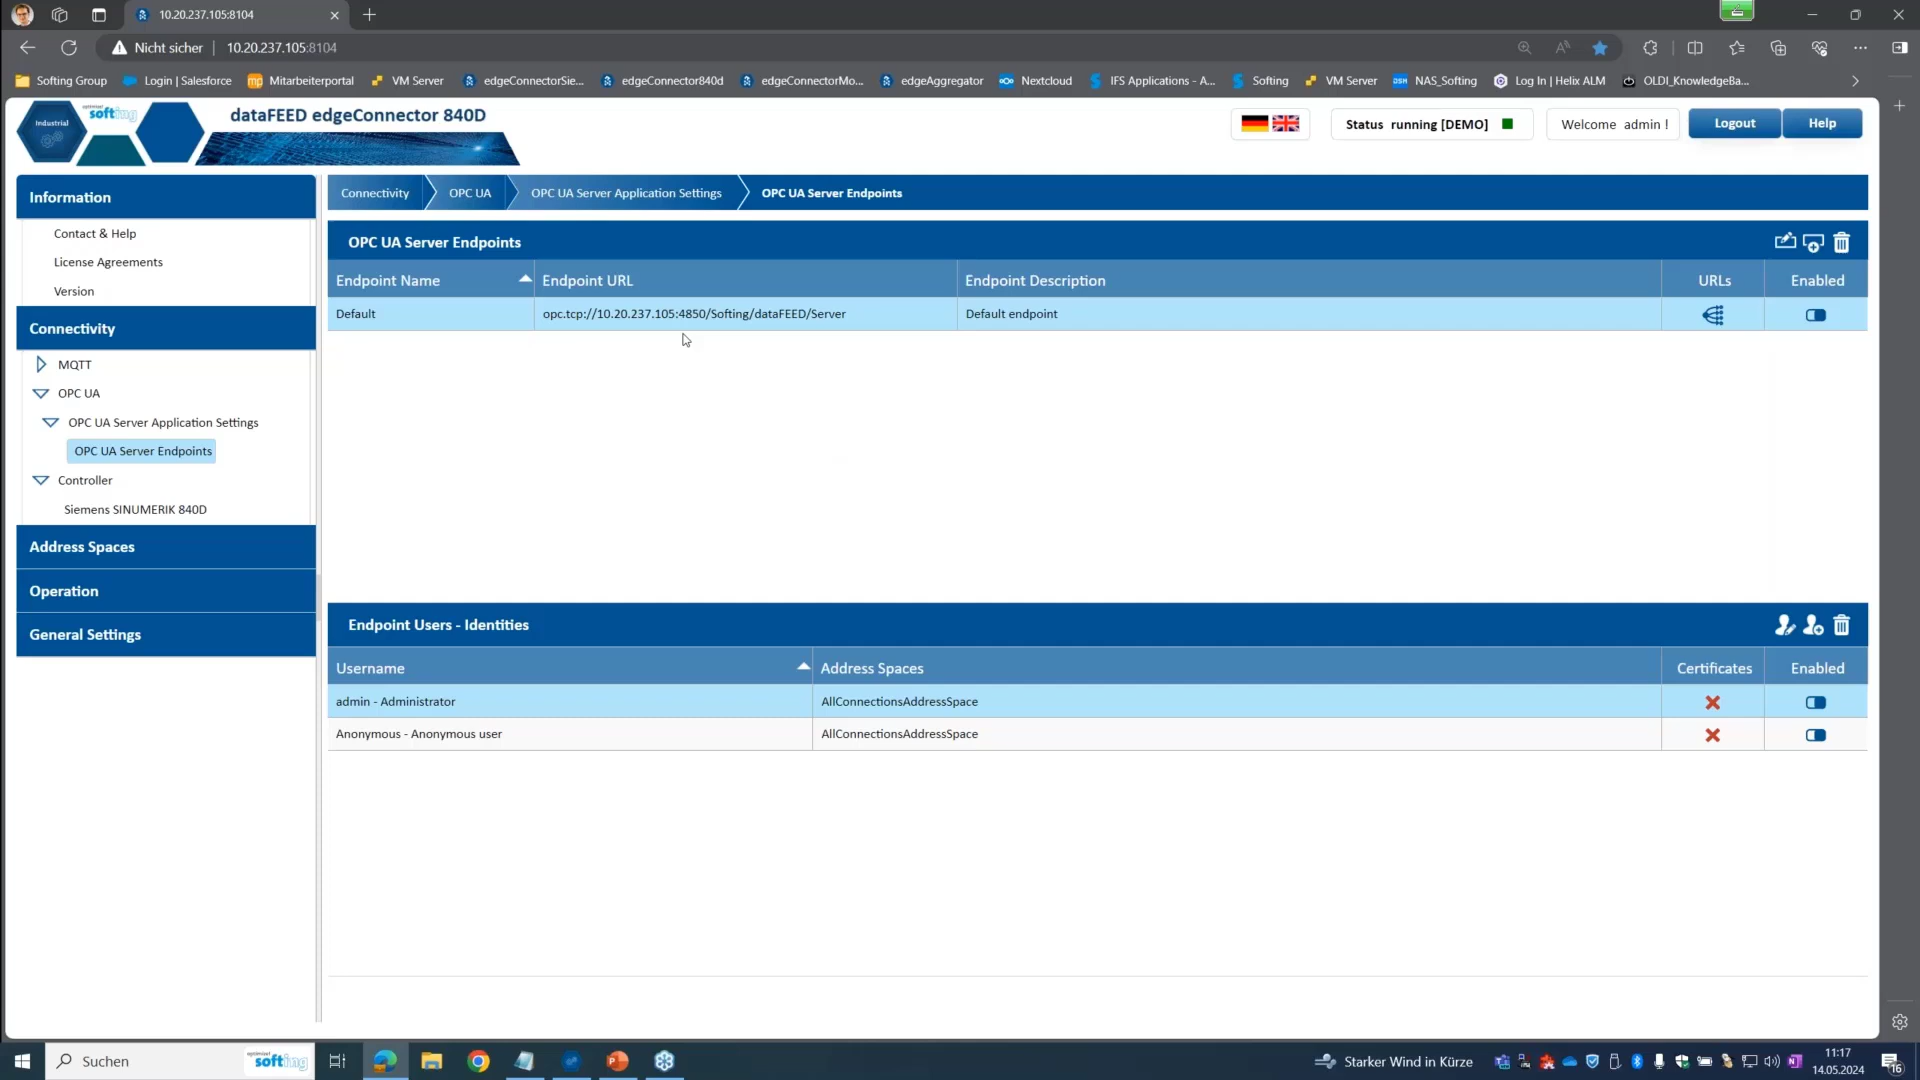 10.20.237.105:8104
Nicht sicher
10.20.237.105:8104
Softing Group
Login | Salesforce
Mitarbeiterportal
VM Server
edgeConnectorSie...
edgeConnector840d
edgeConnectorMo...
edgeAggregator
Nextcloud
IFS Applications - A...
Softing
VM Server
NAS_Softing
Log In | Helix ALM
OLDI_KnowledgeBa...
Industrial
optimize!
softing
dataFEED edgeConnector 840D
Status running [DEMO]
Welcome admin !
Logout
Help
Information
Contact & Help
License Agreements
Version
Connectivity
MQTT
OPC UA
OPC UA Server Application Settings
OPC UA Server Endpoints
Controller
Siemens SINUMERIK 840D
Address Spaces
Operation
General Settings
Connectivity
OPC UA
OPC UA Server Application Settings
OPC UA Server Endpoints
OPC UA Server Endpoints
Endpoint Name
Endpoint URL
Endpoint Description
URLs
Enabled
Default
opc.tcp://10.20.237.105:4850/Softing/dataFEED/Server
Default endpoint
Endpoint Users - Identities
Username
Address Spaces
Certificates
Enabled
admin - Administrator
AllConnectionsAddressSpace
Anonymous - Anonymous user
AllConnectionsAddressSpace
Suchen
optimize!
softing
Starker Wind in Kürze
11:17
14.05.2024
16